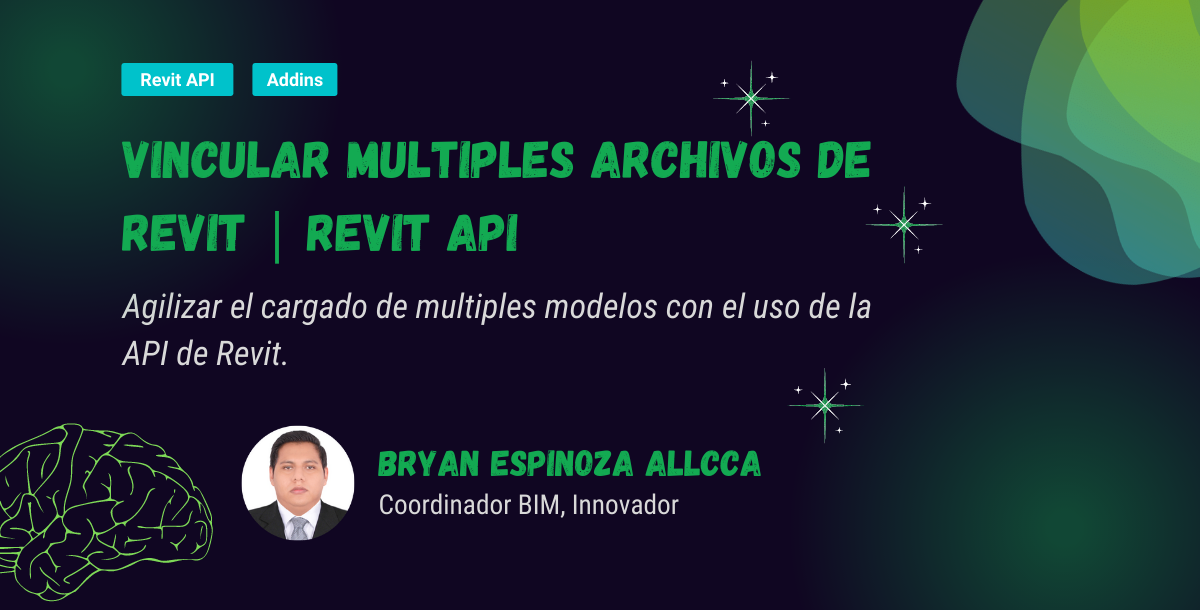 Revit API Addins
VINCULAR MULTIPLES ARCHIVOS DE
REVIT | REVIT API
Agilizar el cargado de multiples modelos con el uso de la
API de Revit.
BRYAN ESPINOZA ALLCCA
Coordinador BIM, Innovador